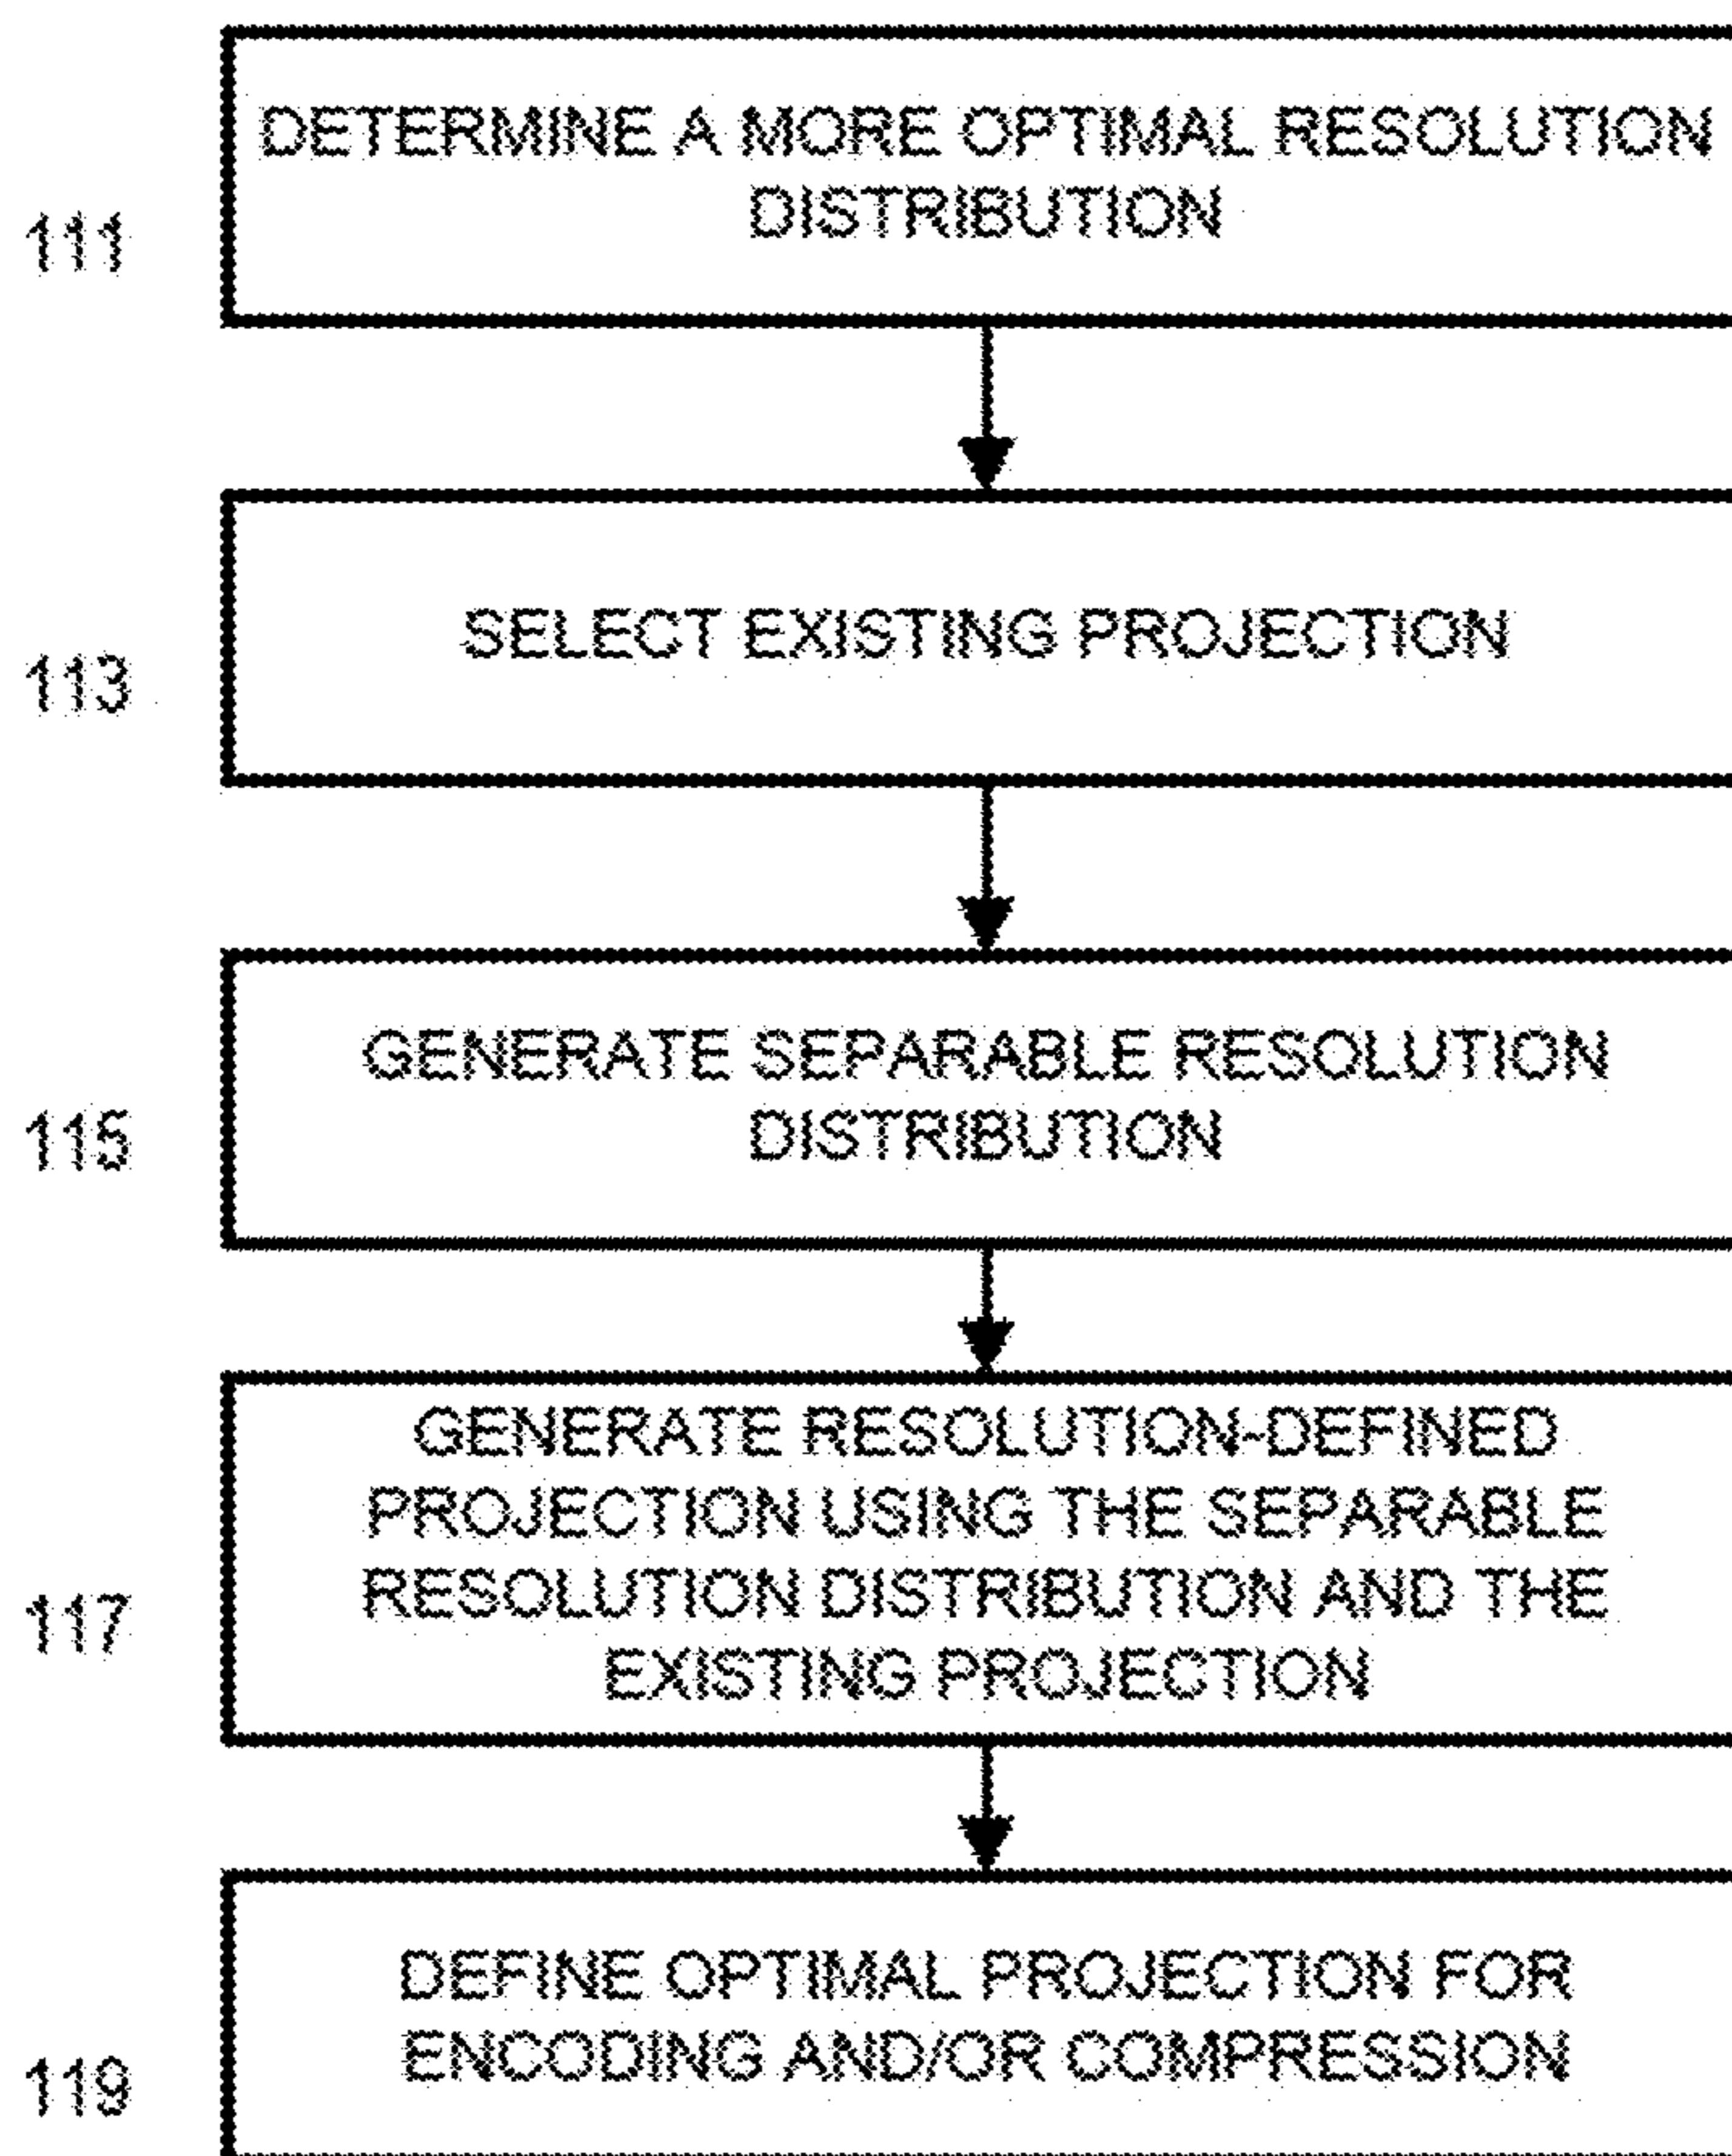 DETERMINE A MORE OPTIMAL RESOLUTION
DISTRIBUTION
111
SELECT EXISTING PROJECTION
113
GENERATE SEPARABLE RESOLUTION
DISTRIBUTION
115
GENERATE RESOLUTION-DEFINED
PROJECTION USING THE SEPARABLE
RESOLUTION DISTRIBUTION AND THE
EXISTING PROJECTION
117
DEFINE OPTIMAL PROJECTION FOR
ENCODING AND/OR COMPRESSION
119